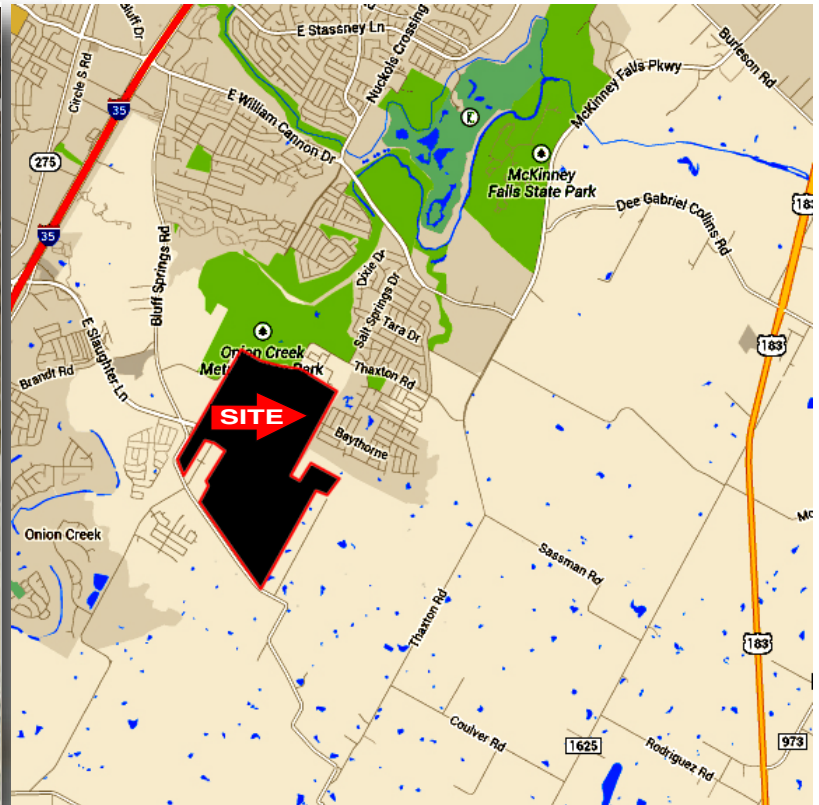 Bluff Dr
E Stassney Ln
Nuckols Crossing
Burleson Rd
Circle S Rd
35
E William Cannon Dr
McKinney Falls Pkwy
275
McKinney
Falls State Park
183
Dee Gabriel Collins Rd
35
Bluff Springs Rd
Dixie Dr
Salt Springs Dr
Tara Dr
183
E Slaughter Ln
Onion Creek
Park
Brandt Rd
Thaxton Rd
SITE
Baythorne
Onion Creek
Sassman Rd
Thaxton Rd
183
Coulver Rd
1625
Rodriguez Rd
973